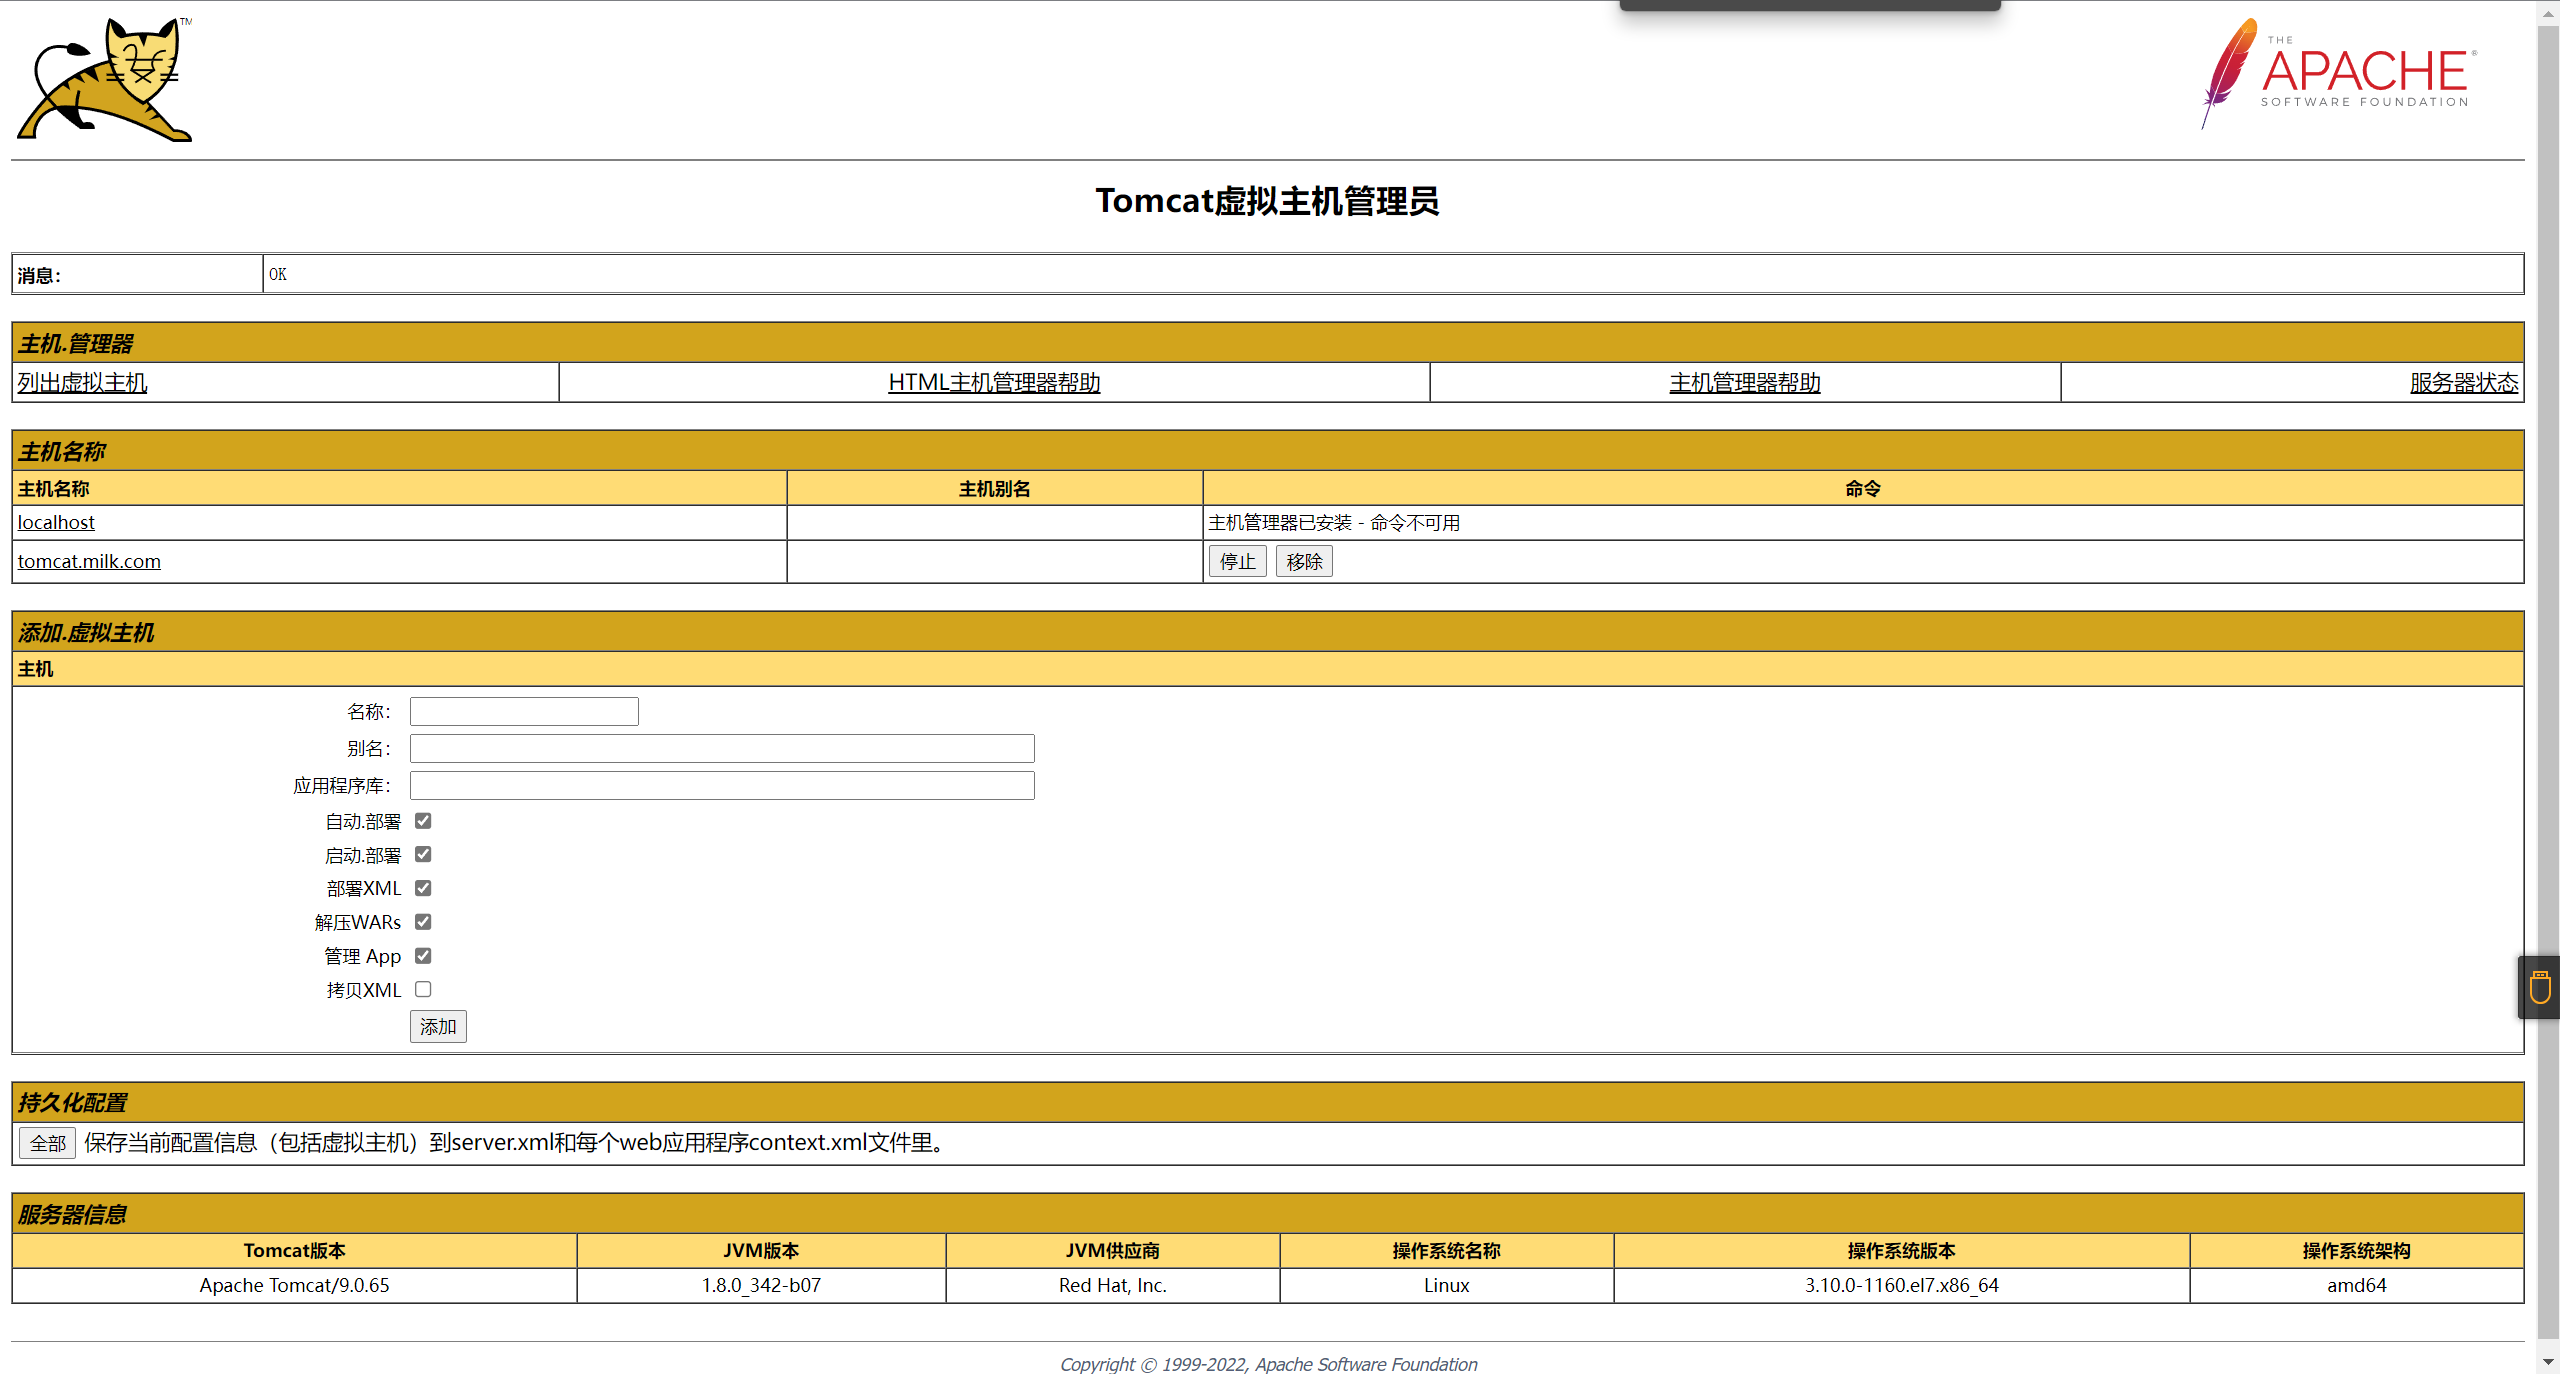 TM
THE
APACHE®
SOFTWARE FOUNDATION
Tomcat虚拟主机管理员
消息： OK
主机.管理器
列出虚拟主机 HTML主机管理器帮助 主机管理器帮助 服务器状态
主机名称
主机名称 主机别名 命令
localhost 主机管理器已安装 - 命令不可用
tomcat.milk.com 停止 移除
添加.虚拟主机
主机
名称：
别名：
应用程序库：
自动.部署
启动.部署
部署XML
解压WARs
管理 App
拷贝XML
添加
持久化配置
全部 保存当前配置信息（包括虚拟主机）到server.xml和每个web应用程序context.xml文件里。
服务器信息
Tomcat版本 JVM版本 JVM供应商 操作系统名称 操作系统版本 操作系统架构
Apache Tomcat/9.0.65 1.8.0_342-b07 Red Hat, Inc. Linux 3.10.0-1160.el7.x86_64 amd64
Copyright © 1999-2022, Apache Software Foundation